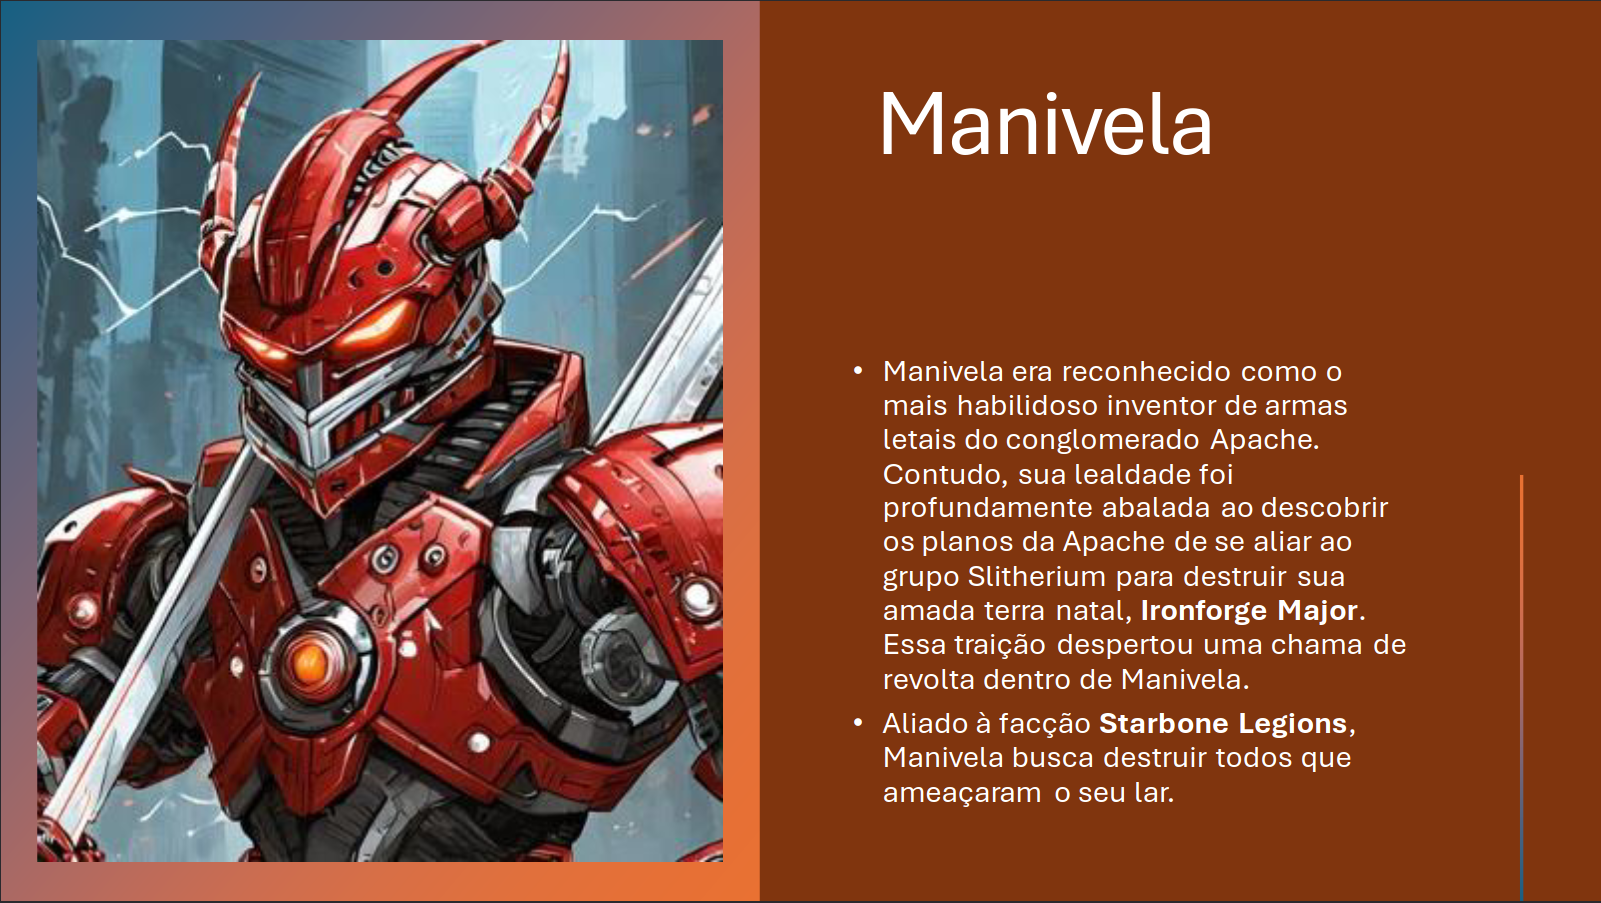 Manivela
• Manivela era reconhecido como o
mais habilidoso inventor de armas
letais do conglomerado Apache.
Contudo, sua lealdade foi
profundamente abalada ao descobrir
os planos da Apache de se aliar ao
grupo Slitherium para destruir sua
amada terra natal, Ironforge Major.
Essa traição despertou uma chama de
revolta dentro de Manivela.
• Aliado à facção Starbone Legions,
Manivela busca destruir todos que
ameaçaram o seu lar.